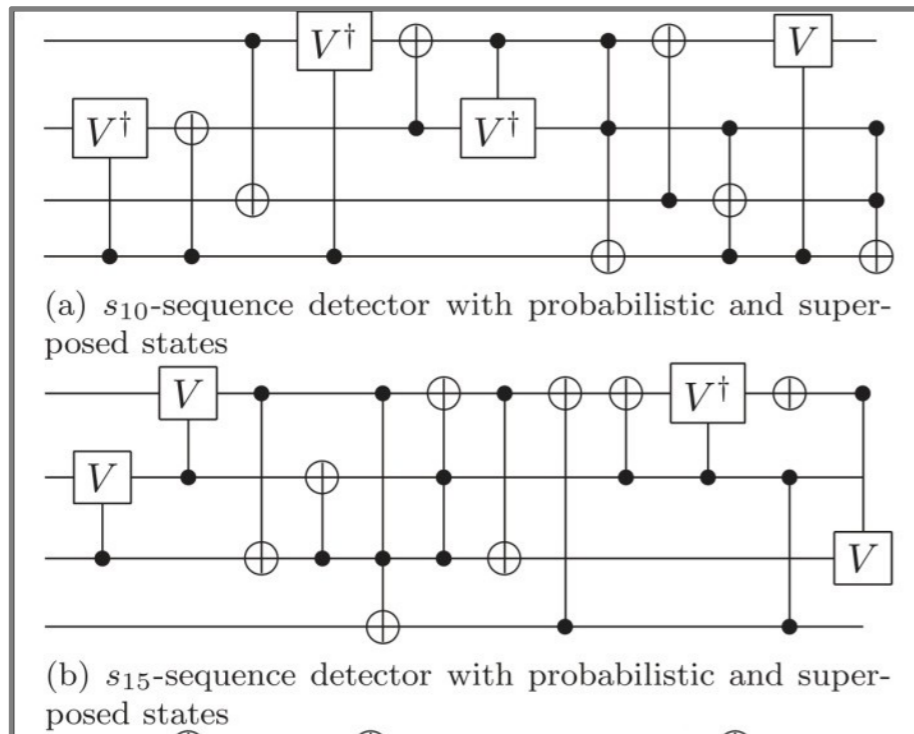 V†
V†
V†
V
(a) s10-sequence detector with probabilistic and super-
posed states
V
V†
V
V
(b) s15-sequence detector with probabilistic and super-
posed states